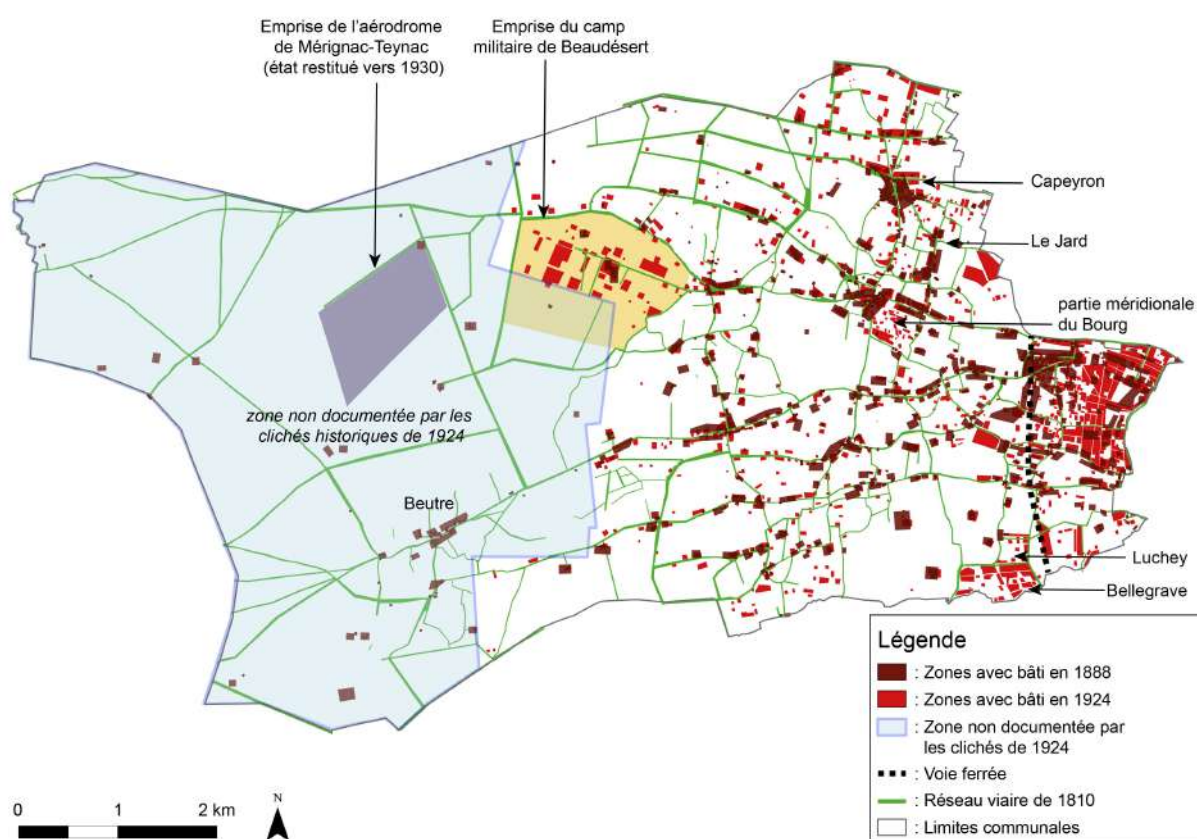 Emprise de l'aérodrome
de Mérignac-Teynac
(état restitué vers 1930)
Emprise du camp
militaire de Beaudésert
Capeyron
Le Jard
partie méridionale
du Bourg
zone non documentée par les
clichés historiques de 1924
Beutre
Luchey
Bellegrave
Légende
: Zones avec bâti en 1888
: Zones avec bâti en 1924
: Zone non documentée par
les clichés de 1924
: Voie ferrée
: Réseau viaire de 1810
: Limites communales
0 1 2 km
N